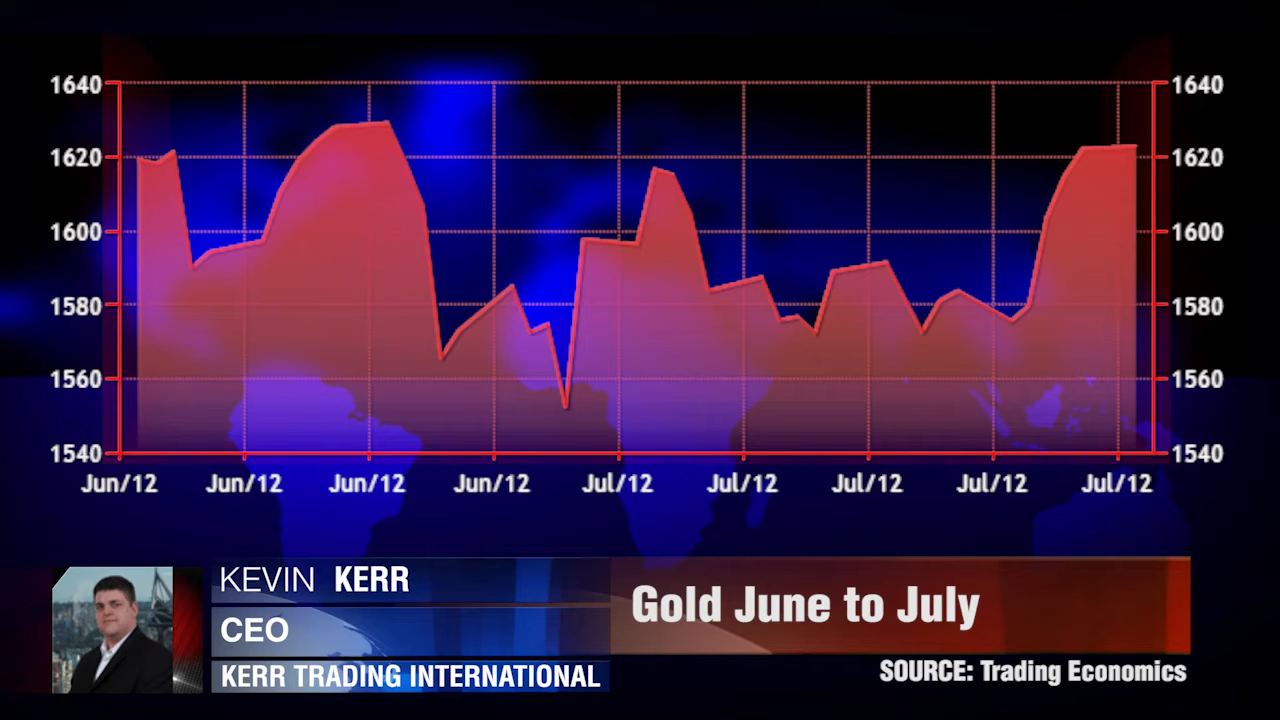 1640 1640
1620 1620
1600 1600
1580 1580
1560 1560
1540 1540
Jun/12 Jun/12 Jun/12 Jun/12 Jul/12 Jul/12 Jul/12 Jul/12 Jul/12
KEVIN KERR
CEO
KERR TRADING INTERNATIONAL
Gold June to July
SOURCE: Trading Economics